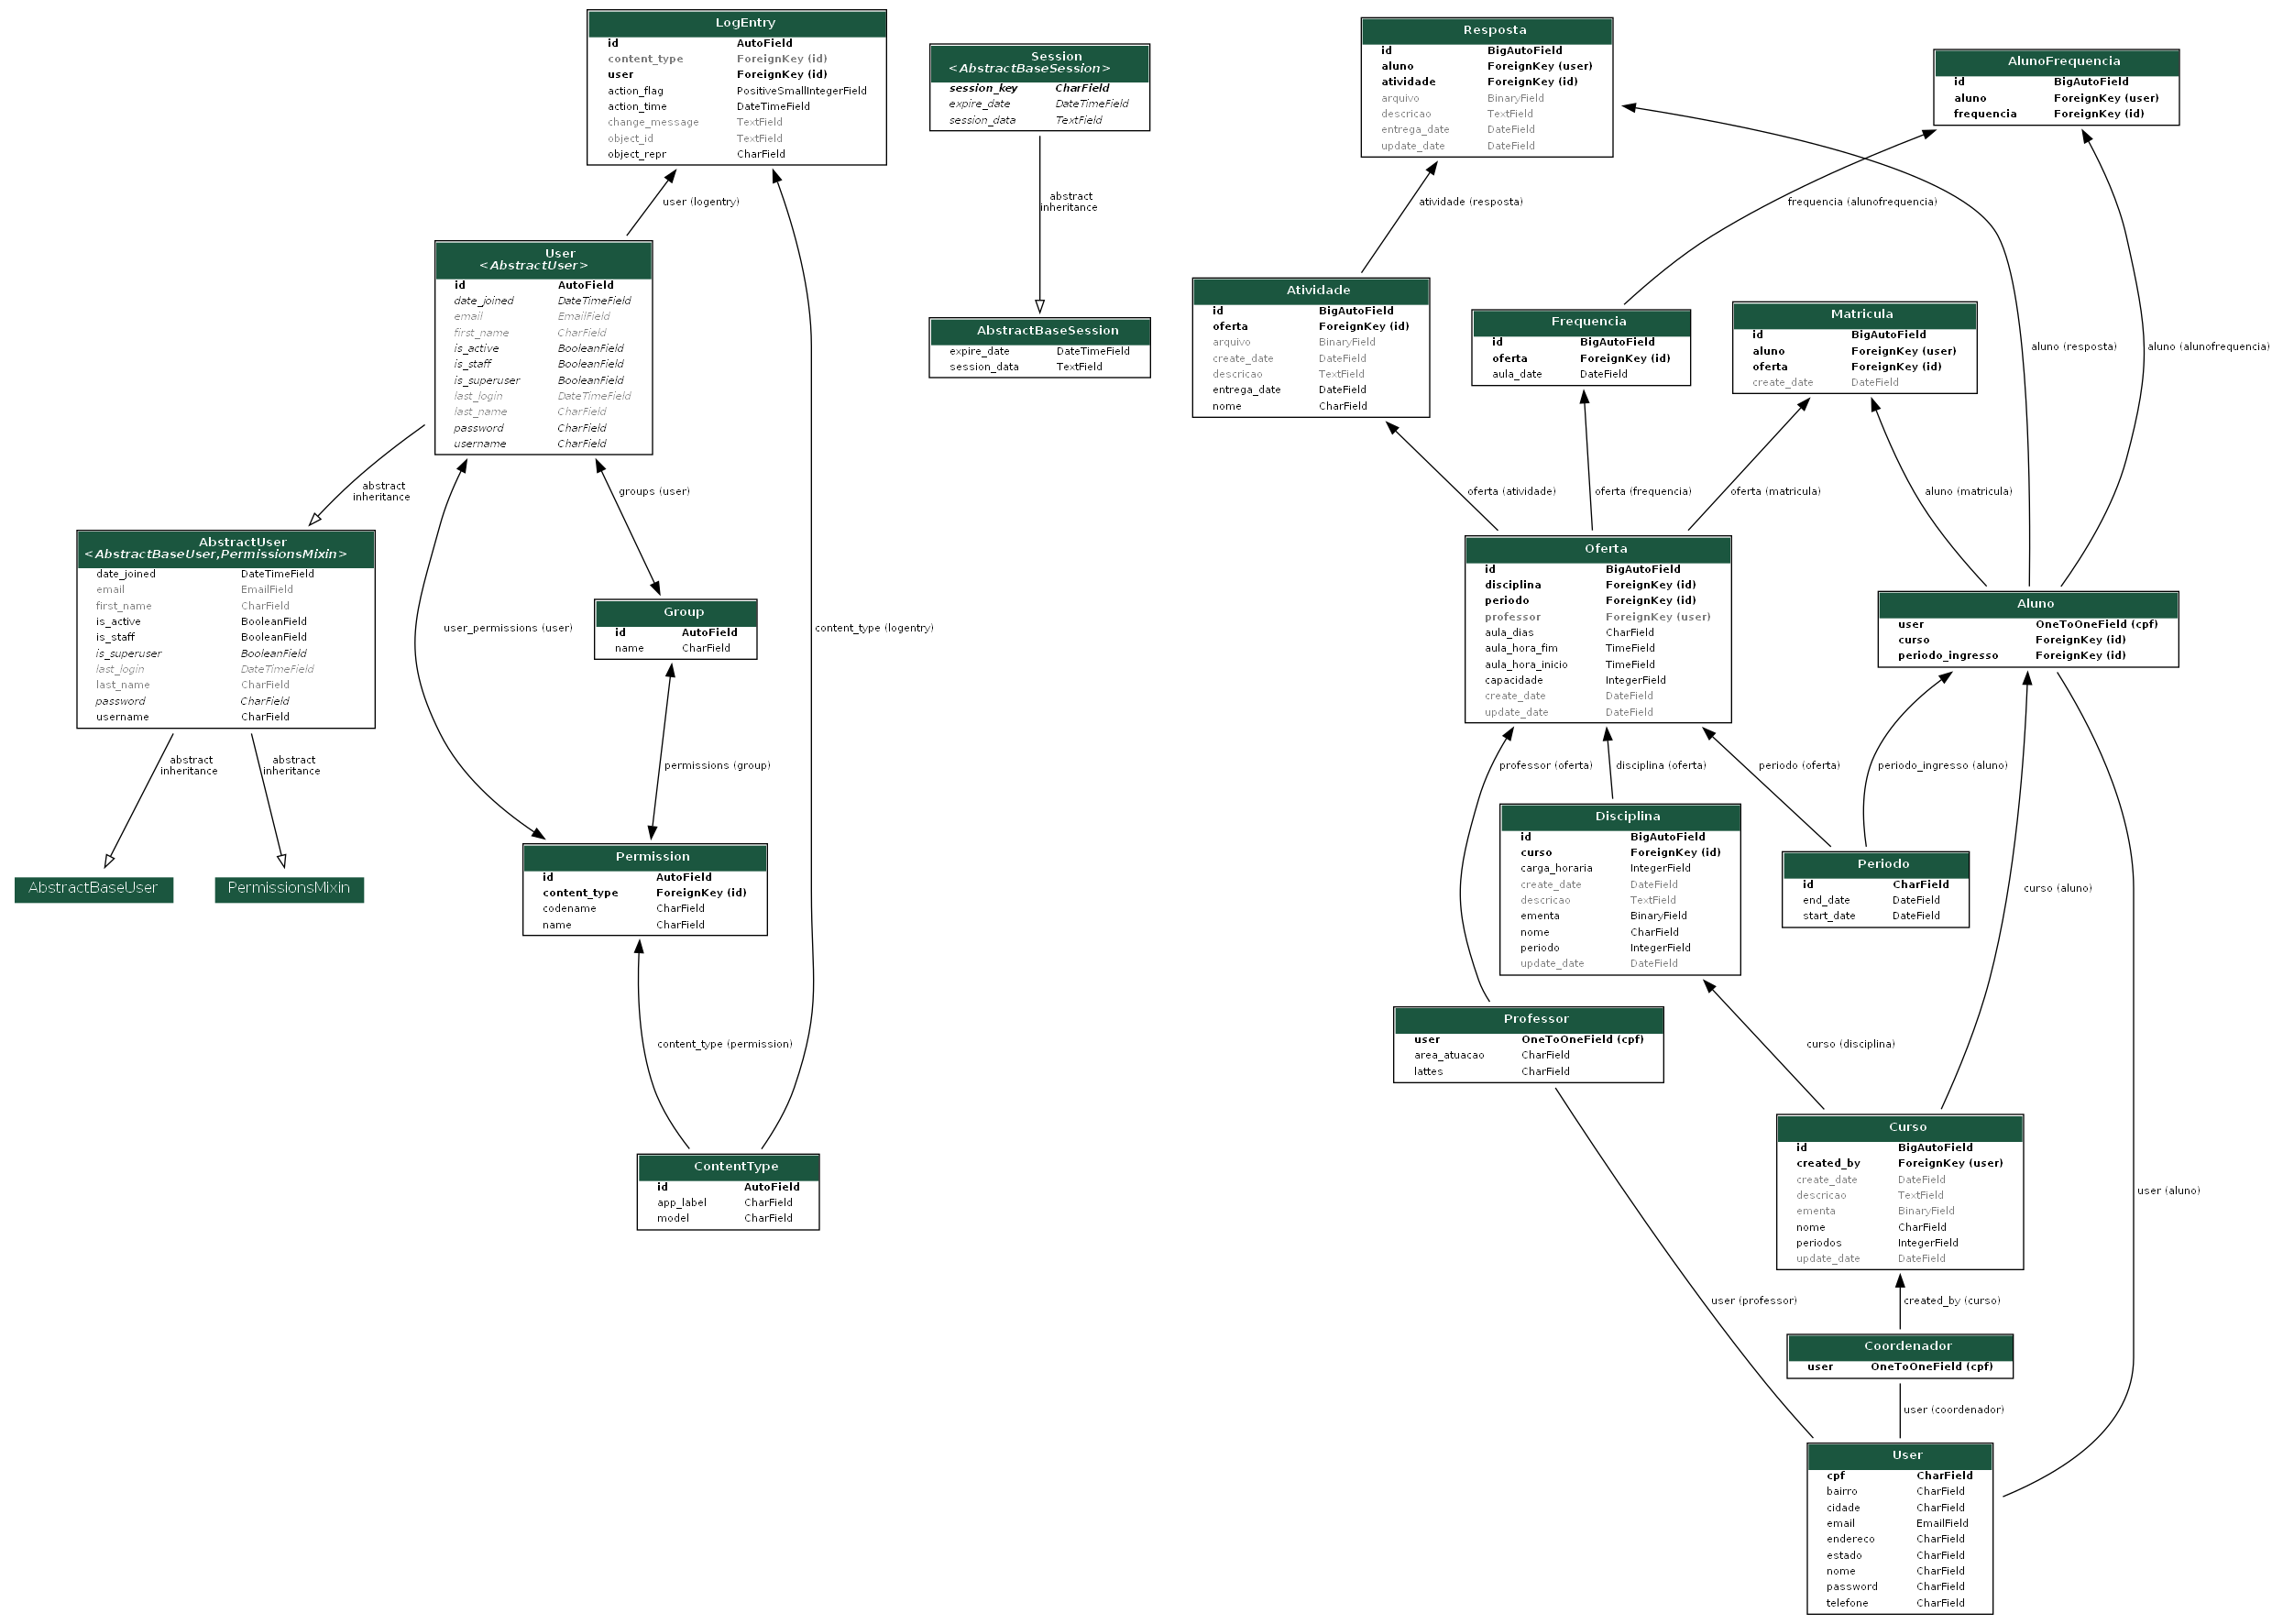 LogEntry
id AutoField
content_type ForeignKey (id)
user ForeignKey (id)
action_flag PositiveSmallIntegerField
action_time DateTimeField
change_message TextField
object_id TextField
object_repr CharField
user (logentry)
User
<AbstractUser>
id AutoField
date_joined DateTimeField
email EmailField
first_name CharField
is_active BooleanField
is_staff BooleanField
is_superuser BooleanField
last_login DateTimeField
last_name CharField
password CharField
username CharField
abstract
inheritance
groups (user)
AbstractUser
<AbstractBaseUser,PermissionsMixin>
date_joined DateTimeField
email EmailField
first_name CharField
is_active BooleanField
is_staff BooleanField
is_superuser BooleanField
last_login DateTimeField
last_name CharField
password CharField
username CharField
user_permissions (user)
Group
id AutoField
name CharField
content_type (logentry)
abstract
inheritance
abstract
inheritance
permissions (group)
AbstractBaseUser
PermissionsMixin
Permission
id AutoField
content_type ForeignKey (id)
codename CharField
name CharField
content_type (permission)
ContentType
id AutoField
app_label CharField
model CharField
Session
<AbstractBaseSession>
session_key CharField
expire_date DateTimeField
session_data TextField
abstract
inheritance
AbstractBaseSession
expire_date DateTimeField
session_data TextField
Resposta
id BigAutoField
aluno ForeignKey (user)
atividade ForeignKey (id)
arquivo BinaryField
descricao TextField
entrega_date DateField
update_date DateField
AlunoFrequencia
id BigAutoField
aluno ForeignKey (user)
frequencia ForeignKey (id)
atividade (resposta)
frequencia (alunofrequencia)
Atividade
id BigAutoField
oferta ForeignKey (id)
arquivo BinaryField
create_date DateField
descricao TextField
entrega_date DateField
nome CharField
Frequencia
id BigAutoField
oferta ForeignKey (id)
aula_date DateField
Matricula
id BigAutoField
aluno ForeignKey (user)
oferta ForeignKey (id)
create_date DateField
aluno (resposta)
aluno (alunofrequencia)
oferta (atividade)
oferta (frequencia)
oferta (matricula)
aluno (matricula)
Oferta
id BigAutoField
disciplina ForeignKey (id)
periodo ForeignKey (id)
professor ForeignKey (user)
aula_dias CharField
aula_hora_fim TimeField
aula_hora_inicio TimeField
capacidade IntegerField
create_date DateField
update_date DateField
Aluno
user OneToOneField (cpf)
curso ForeignKey (id)
periodo_ingresso ForeignKey (id)
professor (oferta)
disciplina (oferta)
periodo (oferta)
periodo_ingresso (aluno)
Disciplina
id BigAutoField
curso ForeignKey (id)
carga_horaria IntegerField
create_date DateField
descricao TextField
ementa BinaryField
nome CharField
periodo IntegerField
update_date DateField
Periodo
id CharField
end_date DateField
start_date DateField
curso (aluno)
Professor
user OneToOneField (cpf)
area_atuacao CharField
lattes CharField
curso (disciplina)
Curso
id BigAutoField
created_by ForeignKey (user)
create_date DateField
descricao TextField
ementa BinaryField
nome CharField
periodos IntegerField
update_date DateField
user (aluno)
user (professor)
created_by (curso)
Coordenador
user OneToOneField (cpf)
user (coordenador)
User
cpf CharField
bairro CharField
cidade CharField
email EmailField
endereco CharField
estado CharField
nome CharField
password CharField
telefone CharField